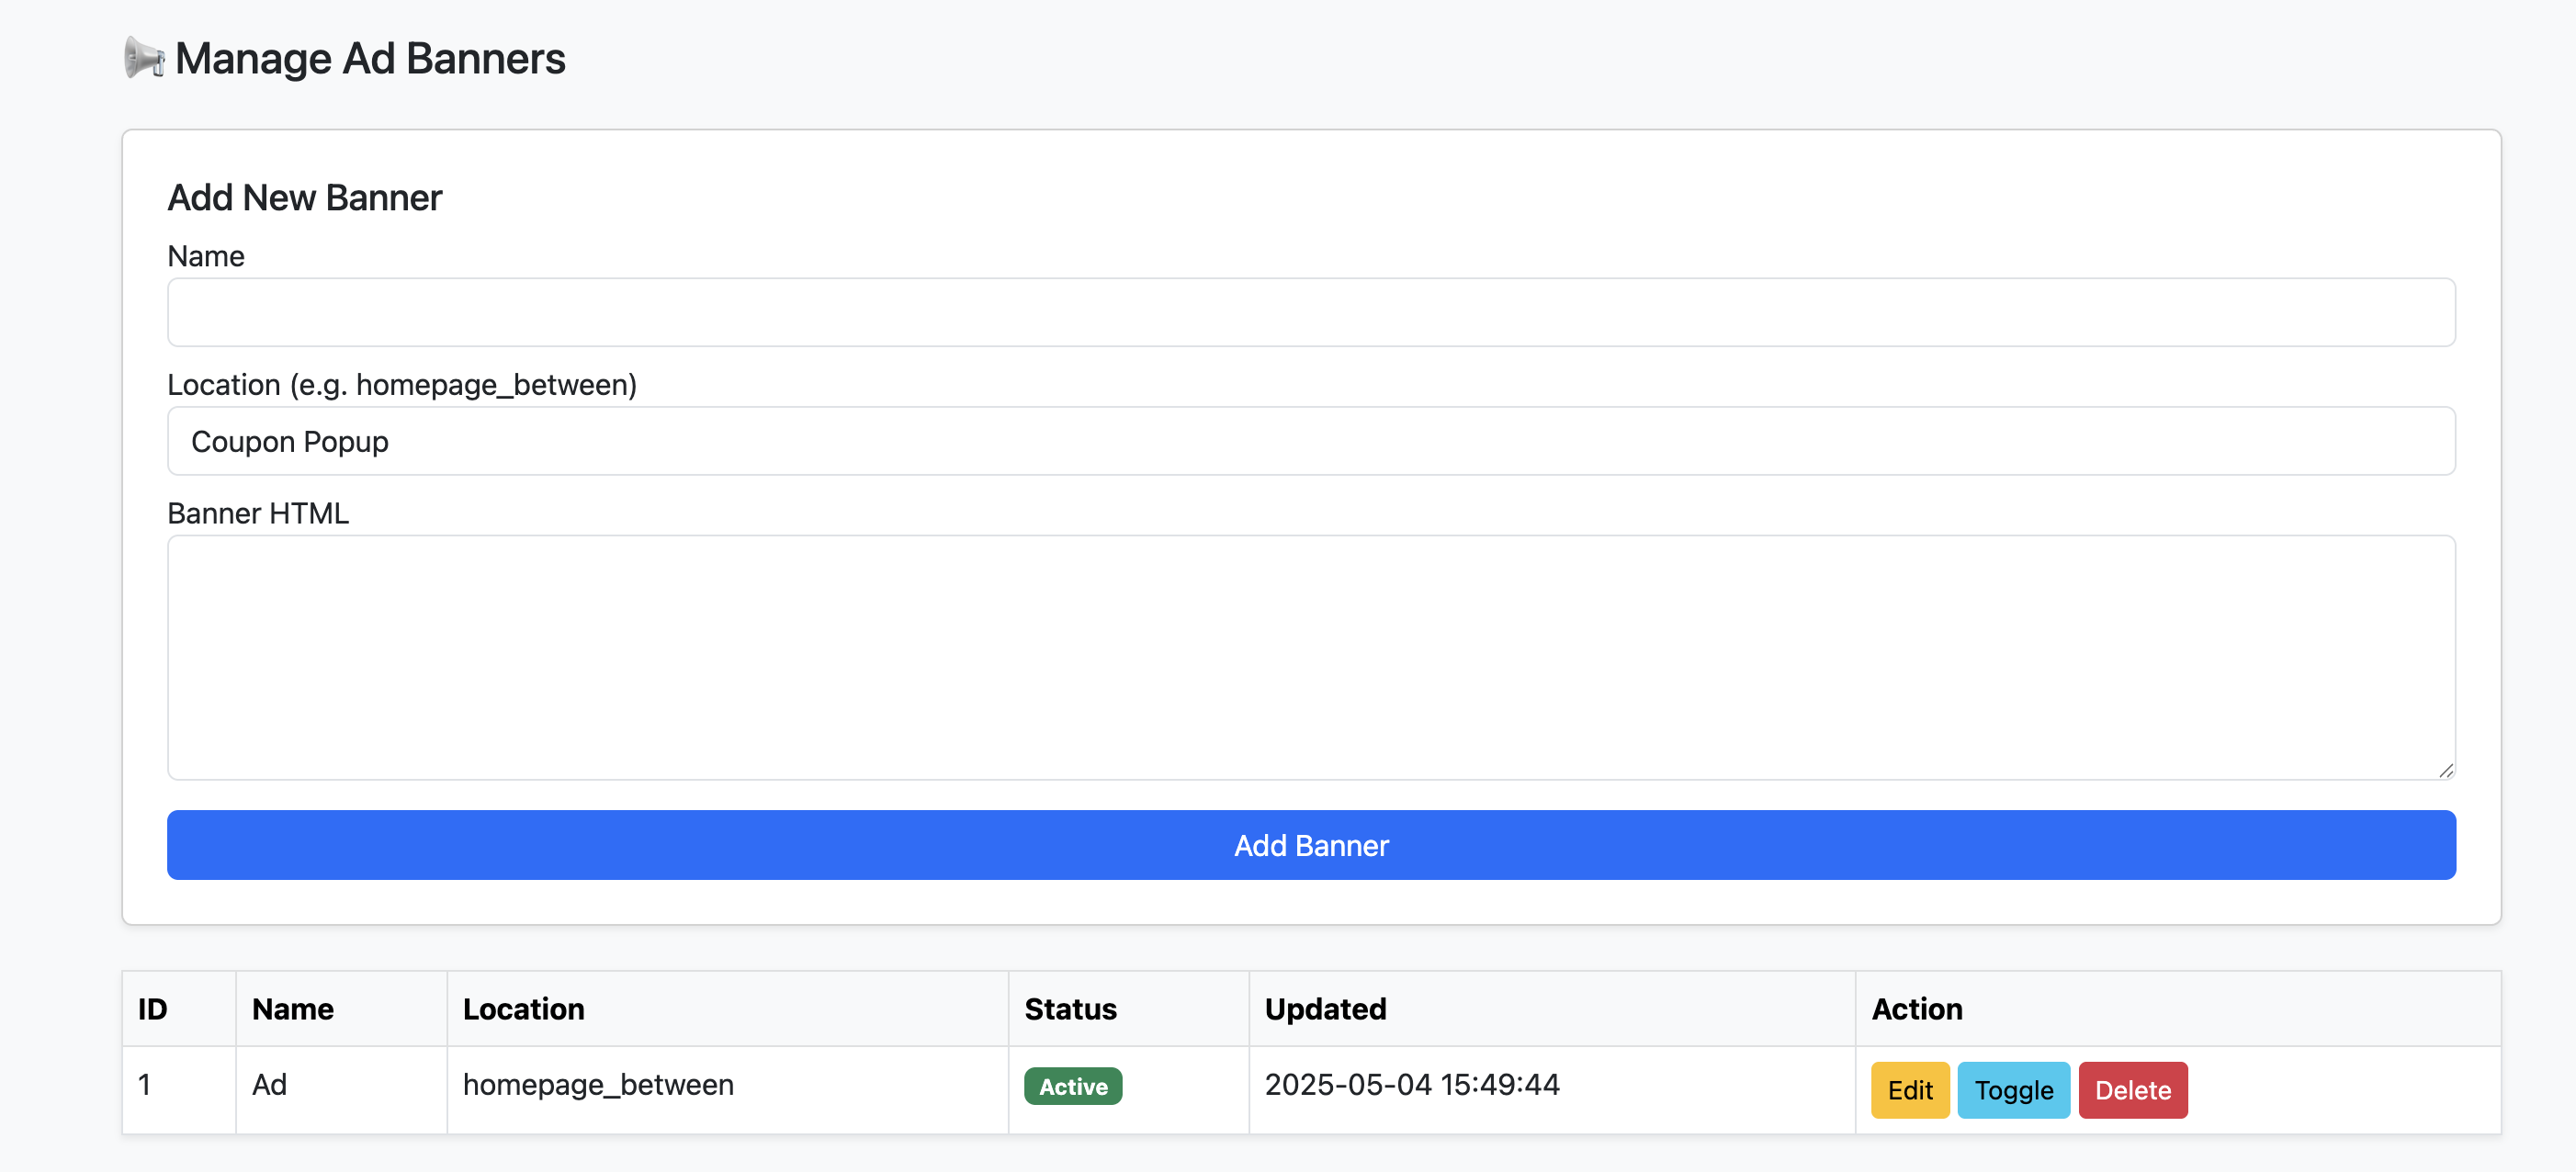 Manage Ad Banners
Add New Banner
Name
Location (e.g. homepage_between)
Coupon Popup
Banner HTML
Add Banner
ID Name Location Status Updated Action
1 Ad homepage_between Active 2025-05-04 15:49:44 Edit Toggle Delete